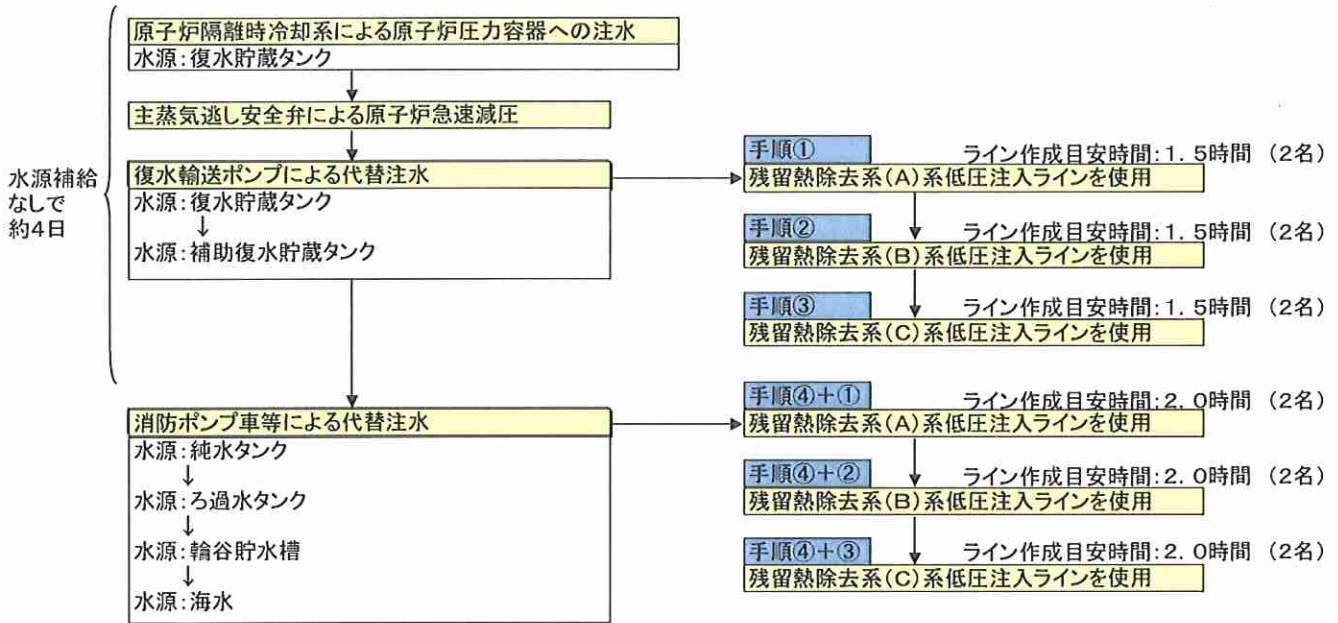 水源補給
なしで
約4日
原子炉隔離時冷却系による原子炉圧力容器への注水
水源:復水貯蔵タンク
主蒸気逃し安全弁による原子炉急速減圧
復水輸送ポンプによる代替注水
水源:復水貯蔵タンク
↓
水源:補助復水貯蔵タンク
手順① ライン作成目安時間:1.5時間 (2名)
残留熱除去系(A)系低圧注入ラインを使用
手順② ライン作成目安時間:1.5時間 (2名)
残留熱除去系(B)系低圧注入ラインを使用
手順③ ライン作成目安時間:1.5時間 (2名)
残留熱除去系(C)系低圧注入ラインを使用
消防ポンプ車等による代替注水
水源:純水タンク
↓
水源:ろ過水タンク
↓
水源:輪谷貯水槽
↓
水源:海水
手順④+① ライン作成目安時間:2.0時間 (2名)
残留熱除去系(A)系低圧注入ラインを使用
手順④+② ライン作成目安時間:2.0時間 (2名)
残留熱除去系(B)系低圧注入ラインを使用
手順④+③ ライン作成目安時間:2.0時間 (2名)
残留熱除去系(C)系低圧注入ラインを使用